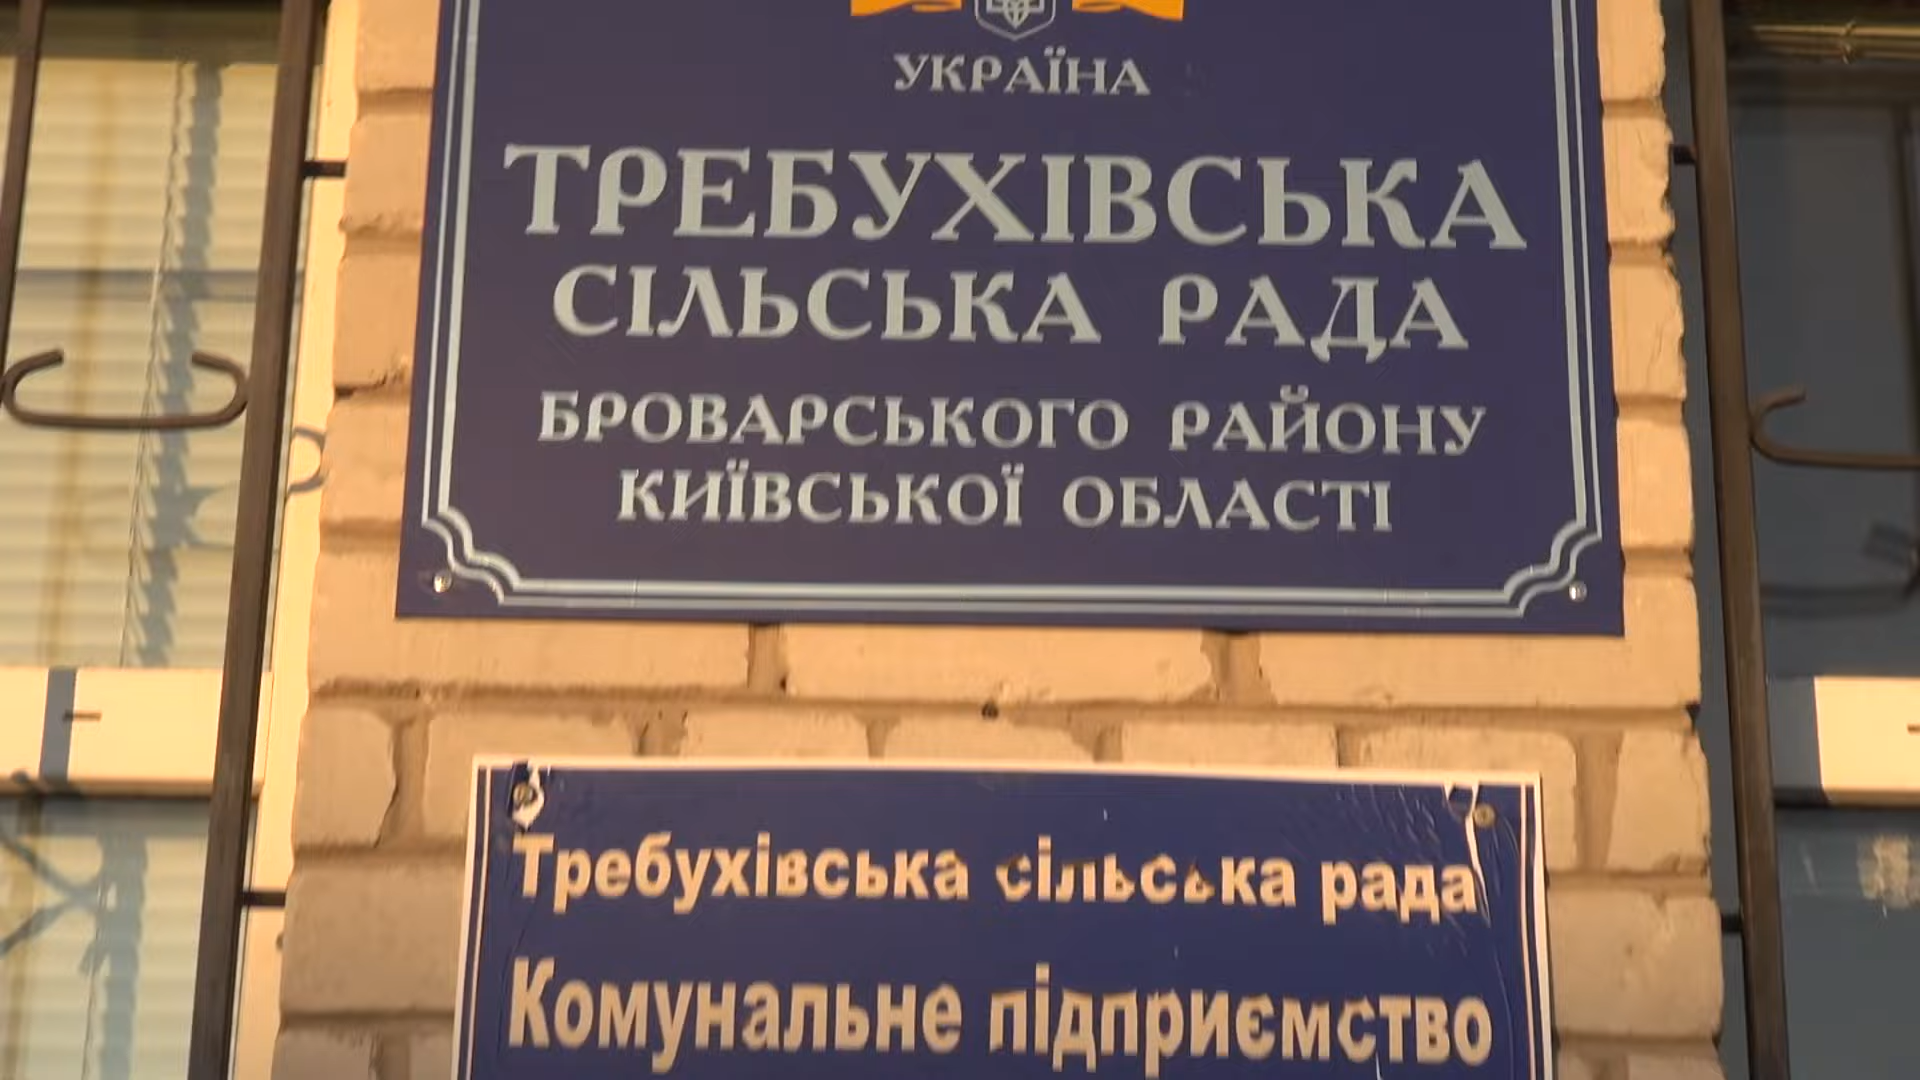 УКРАЇНА
ТРЕБУХІВСЬКА
СІЛЬСЬКА РАДА
БРОВАРСЬКОГО РАЙОНУ
КИЇВСЬКОЇ ОБЛАСТІ
Требухівська сільська рада
Комунальне підприємство